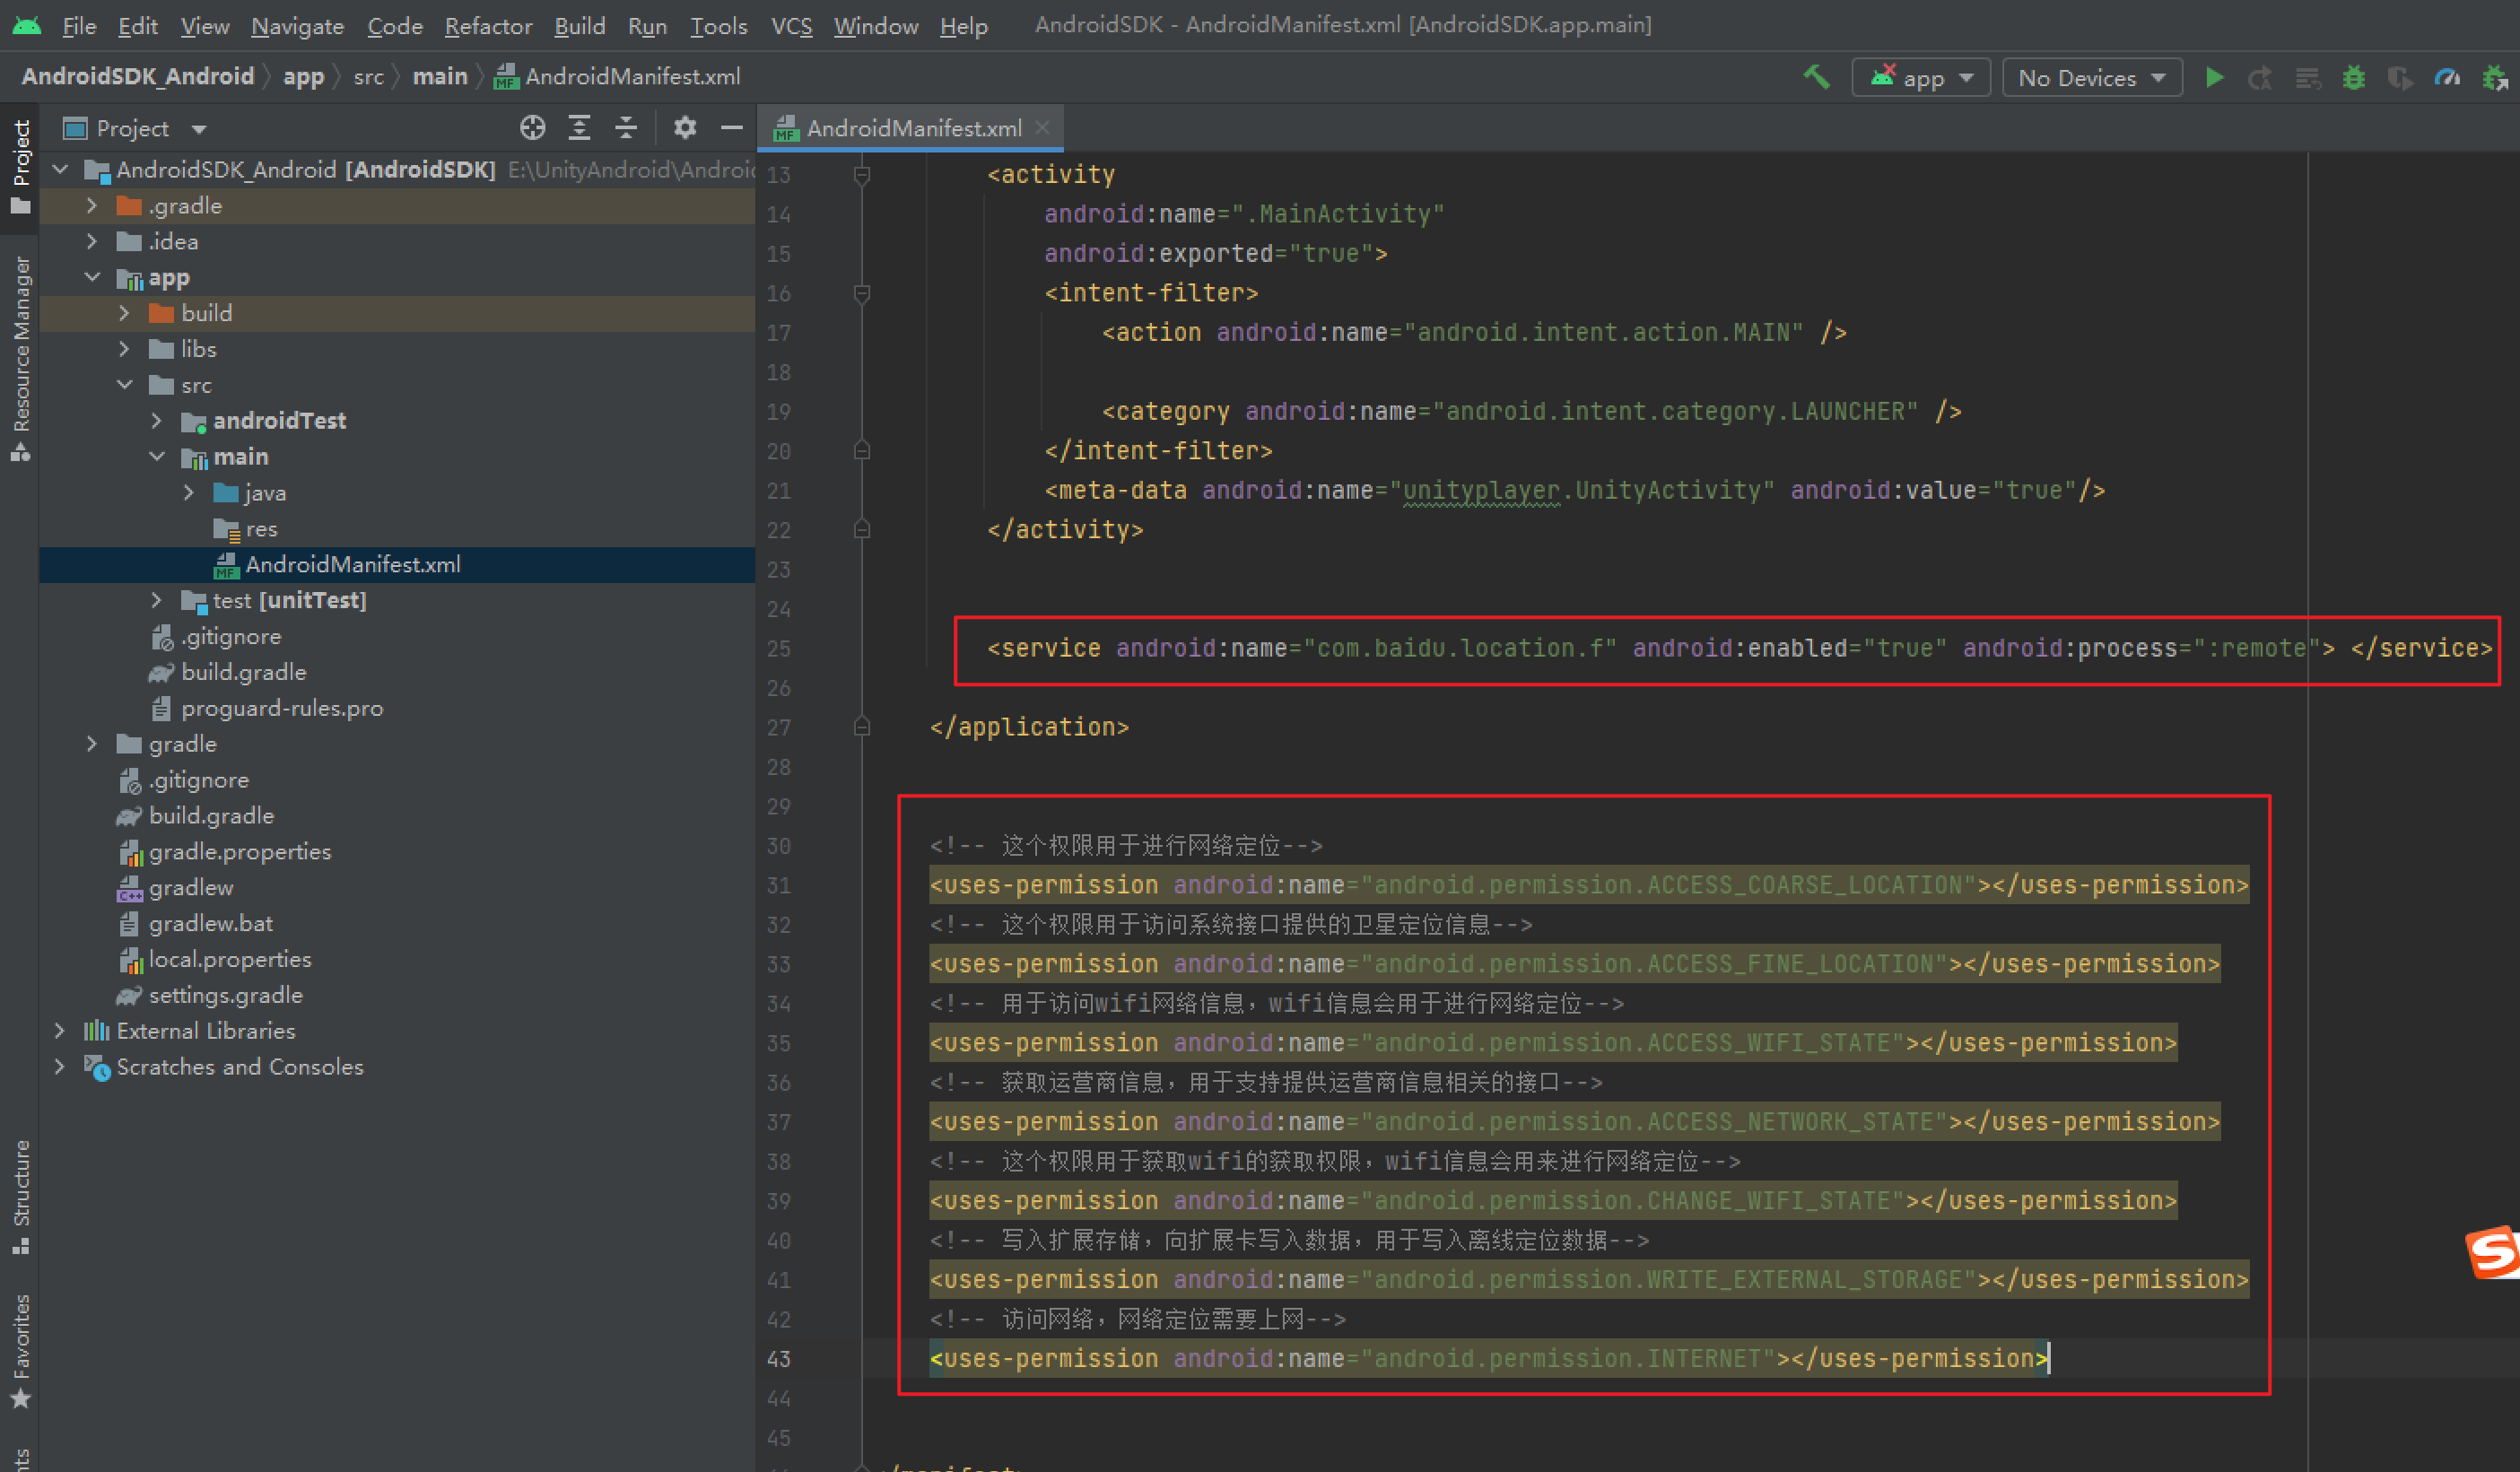 File Edit View Navigate Code Refactor Build Run Tools VCS Window Help AndroidSDK - AndroidManifest.xml [AndroidSDK.app.main]
AndroidSDK_Android app src main AndroidManifest.xml app No Devices
Project
Resource Manager
Structure
Favorites
Project
AndroidSDK_Android [AndroidSDK] E:\UnityAndroid\Android
.gradle
.idea
app
build
libs
src
androidTest
main
java
res
AndroidManifest.xml
test [unitTest]
.gitignore
build.gradle
proguard-rules.pro
gradle
.gitignore
build.gradle
gradle.properties
gradlew
gradlew.bat
local.properties
settings.gradle
External Libraries
Scratches and Consoles
AndroidManifest.xml
13 <activity
14 android:name=".MainActivity"
15 android:exported="true">
16 <intent-filter>
17 <action android:name="android.intent.action.MAIN" />
18
19 <category android:name="android.intent.category.LAUNCHER" />
20 </intent-filter>
21 <meta-data android:name="unityplayer.UnityActivity" android:value="true"/>
22 </activity>
23
24
25 <service android:name="com.baidu.location.f" android:enabled="true" android:process=":remote"> </service>
26
27 </application>
28
29
30 <!-- 这个权限用于进行网络定位-->
31 <uses-permission android:name="android.permission.ACCESS_COARSE_LOCATION"></uses-permission>
32 <!-- 这个权限用于访问系统接口提供的卫星定位信息-->
33 <uses-permission android:name="android.permission.ACCESS_FINE_LOCATION"></uses-permission>
34 <!-- 用于访问wifi网络信息，wifi信息会用于进行网络定位-->
35 <uses-permission android:name="android.permission.ACCESS_WIFI_STATE"></uses-permission>
36 <!-- 获取运营商信息，用于支持提供运营商信息相关的接口-->
37 <uses-permission android:name="android.permission.ACCESS_NETWORK_STATE"></uses-permission>
38 <!-- 这个权限用于获取wifi的获取权限，wifi信息会用来进行网络定位-->
39 <uses-permission android:name="android.permission.CHANGE_WIFI_STATE"></uses-permission>
40 <!-- 写入扩展存储，向扩展卡写入数据，用于写入离线定位数据-->
41 <uses-permission android:name="android.permission.WRITE_EXTERNAL_STORAGE"></uses-permission>
42 <!-- 访问网络，网络定位需要上网-->
43 <uses-permission android:name="android.permission.INTERNET"></uses-permission>
44
45